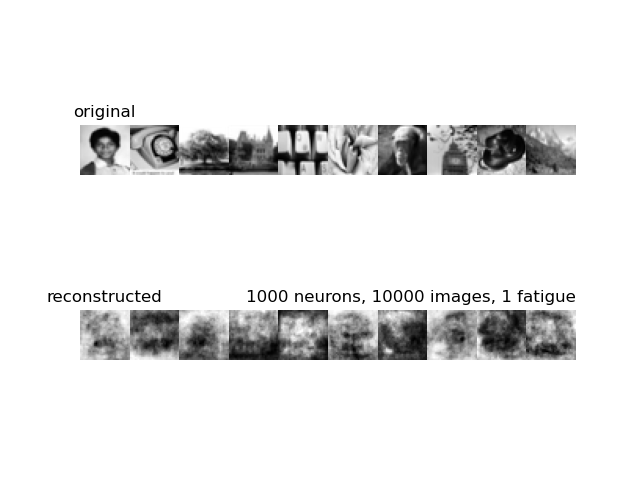 original
reconstructed
1000 neurons, 10000 images, 1 fatigue